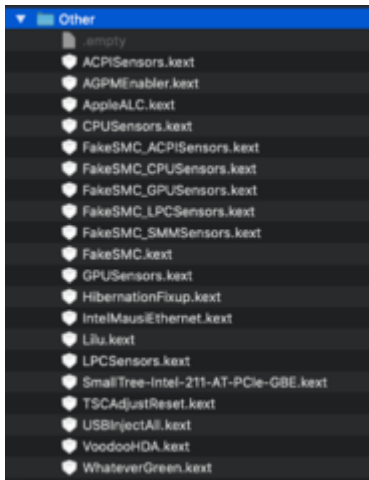 Other
.empty
ACPISensors.kext
AGPMEnabler.kext
AppleALC.kext
CPUSensors.kext
FakeSMC_ACPISensors.kext
FakeSMC_CPUSensors.kext
FakeSMC_GPUSensors.kext
FakeSMC_LPCSensors.kext
FakeSMC_SMMSensors.kext
FakeSMC.kext
GPUSensors.kext
HibernationFixup.kext
IntelMausiEthernet.kext
Lilu.kext
LPCSensors.kext
SmallTree-Intel-211-AT-PCIe-GBE.kext
TSCAdjustReset.kext
USBInjectAll.kext
VoodooHDA.kext
WhateverGreen.kext